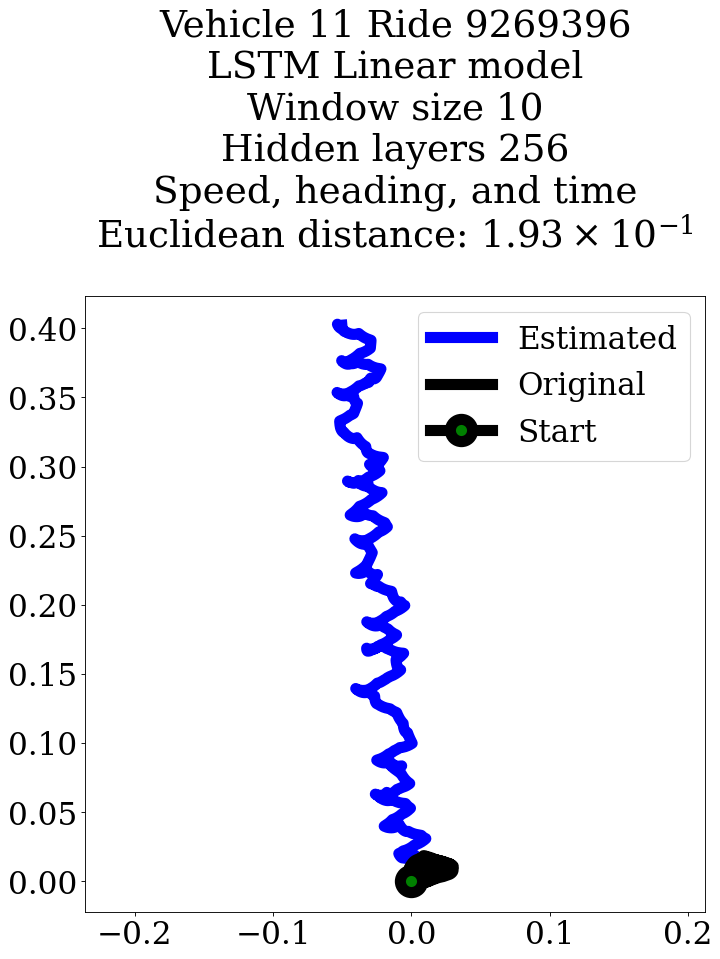 Vehicle 11 Ride 9269396
LSTM Linear model
Window size 10
Hidden layers 256
Speed, heading, and time
Euclidean distance: 1.93 × 10⁻¹
Estimated
Original
Start
0.40
0.35
0.30
0.25
0.20
0.15
0.10
0.05
0.00
−0.2 −0.1 0.0 0.1 0.2